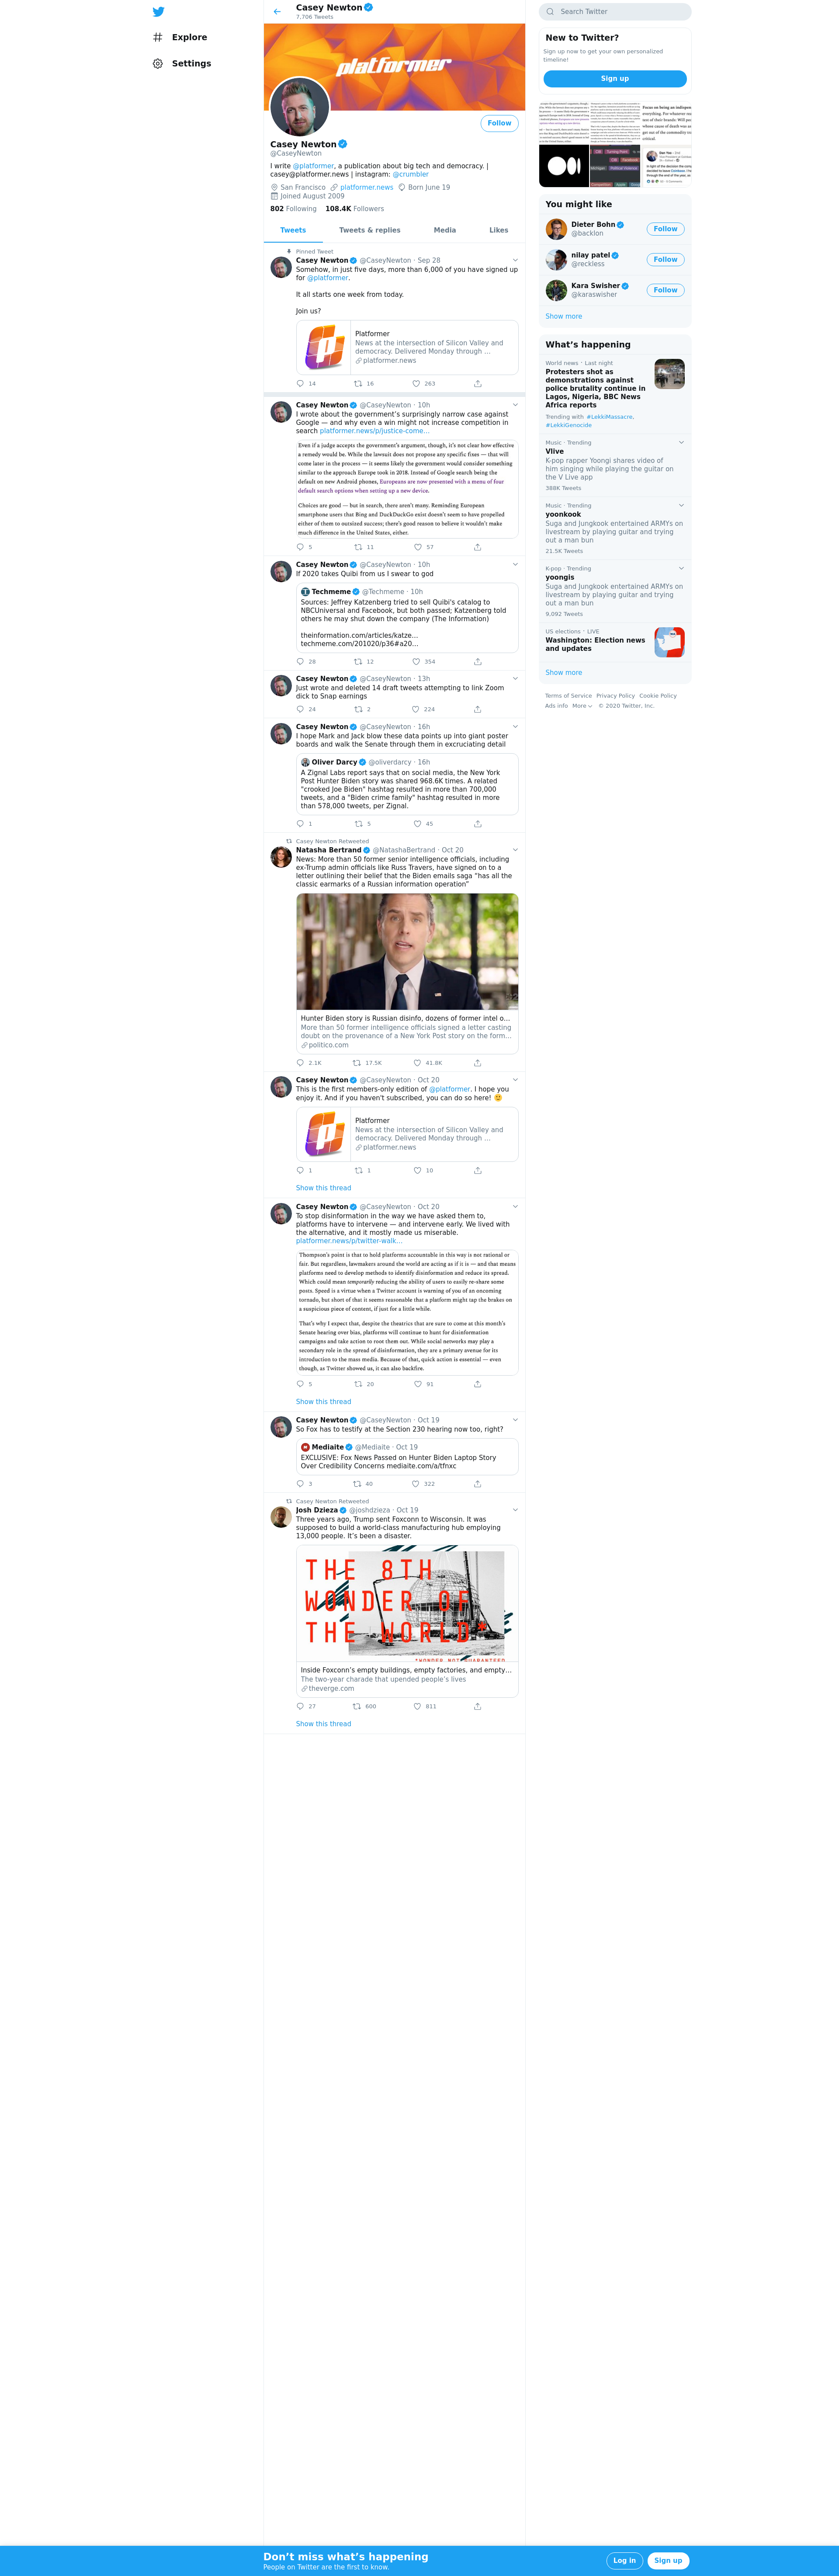 Explore
Settings
Casey Newton
7,706 Tweets
platformer
Follow
Casey Newton
@CaseyNewton
I write @platformer, a publication about big tech and democracy. |
casey@platformer.news | instagram: @crumbler
San Francisco platformer.news Born June 19
Joined August 2009
802 Following 108.4K Followers
Tweets Tweets & replies Media Likes
Pinned Tweet
Casey Newton @CaseyNewton · Sep 28
Somehow, in just five days, more than 6,000 of you have signed up
for @platformer.
It all starts one week from today.
Join us?
Platformer
News at the intersection of Silicon Valley and
democracy. Delivered Monday through ...
platformer.news
14 16 263
Casey Newton @CaseyNewton · 10h
I wrote about the government's surprisingly narrow case against
Google — and why even a win might not increase competition in
search platformer.news/p/justice-come…
Even if a judge accepts the government's argument, though, it's not clear how effective
a remedy would be. While the lawsuit does not propose any specific fixes — that will
come later in the process — it seems likely the government would consider something
similar to the approach Europe took in 2018. Instead of Google search being the
default on new Android phones, Europeans are now presented with a menu of four
default search options when setting up a new device.
Choices are good — but in search, there aren't many. Reminding European
smartphone users that Bing and DuckDuckGo exist doesn't seem to have propelled
either of them to outsized success; there's good reason to believe it wouldn't make
much difference in the United States, either.
5 11 57
Casey Newton @CaseyNewton · 10h
If 2020 takes Quibi from us I swear to god
Techmeme @Techmeme · 10h
Sources: Jeffrey Katzenberg tried to sell Quibi's catalog to
NBCUniversal and Facebook, but both passed; Katzenberg told
others he may shut down the company (The Information)
theinformation.com/articles/katze…
techmeme.com/201020/p36#a20…
28 12 354
Casey Newton @CaseyNewton · 13h
Just wrote and deleted 14 draft tweets attempting to link Zoom
dick to Snap earnings
24 2 224
Casey Newton @CaseyNewton · 16h
I hope Mark and Jack blow these data points up into giant poster
boards and walk the Senate through them in excruciating detail
Oliver Darcy @oliverdarcy · 16h
A Zignal Labs report says that on social media, the New York
Post Hunter Biden story was shared 968.6K times. A related
"crooked Joe Biden" hashtag resulted in more than 700,000
tweets, and a "Biden crime family" hashtag resulted in more
than 578,000 tweets, per Zignal.
1 5 45
Casey Newton Retweeted
Natasha Bertrand @NatashaBertrand · Oct 20
News: More than 50 former senior intelligence officials, including
ex-Trump admin officials like Russ Travers, have signed on to a
letter outlining their belief that the Biden emails saga "has all the
classic earmarks of a Russian information operation"
Hunter Biden story is Russian disinfo, dozens of former intel o...
More than 50 former intelligence officials signed a letter casting
doubt on the provenance of a New York Post story on the form...
politico.com
2.1K 17.5K 41.8K
Casey Newton @CaseyNewton · Oct 20
This is the first members-only edition of @platformer. I hope you
enjoy it. And if you haven't subscribed, you can do so here! 🙂
Platformer
News at the intersection of Silicon Valley and
democracy. Delivered Monday through ...
platformer.news
1 1 10
Show this thread
Casey Newton @CaseyNewton · Oct 20
To stop disinformation in the way we have asked them to,
platforms have to intervene — and intervene early. We lived with
the alternative, and it mostly made us miserable.
platformer.news/p/twitter-walk…
Thompson's point is that to hold platforms accountable in this way is not rational or
fair. But regardless, lawmakers around the world are acting as if it is — and that means
platforms need to develop methods to identify disinformation and reduce its spread.
Which could mean temporarily reducing the ability of users to easily re-share some
posts. Speed is a virtue when a Twitter account is warning of you of an oncoming
tornado, but short of that it seems reasonable that a platform might tap the brakes on
a suspicious piece of content, if just for a little while.
That's why I expect that, despite the theatrics that are sure to come at this month's
Senate hearing over bias, platforms will continue to hunt for disinformation
campaigns and take action to root them out. While social networks may play a
secondary role in the spread of disinformation, they are a primary avenue for its
introduction to the mass media. Because of that, quick action is essential — even
though, as Twitter showed us, it can also backfire.
5 20 91
Show this thread
Casey Newton @CaseyNewton · Oct 19
So Fox has to testify at the Section 230 hearing now too, right?
Mediaite @Mediaite · Oct 19
EXCLUSIVE: Fox News Passed on Hunter Biden Laptop Story
Over Credibility Concerns mediaite.com/a/tfnxc
3 40 322
Casey Newton Retweeted
Josh Dzieza @joshdzieza · Oct 19
Three years ago, Trump sent Foxconn to Wisconsin. It was
supposed to build a world-class manufacturing hub employing
13,000 people. It's been a disaster.
THE 8TH
WONDER OF
THE WORLD*
*WONDER NOT GUARANTEED
Inside Foxconn's empty buildings, empty factories, and empty...
The two-year charade that upended people's lives
theverge.com
27 600 811
Show this thread
Search Twitter
New to Twitter?
Sign up now to get your own personalized
timeline!
Sign up
You might like
Dieter Bohn
@backlon
Follow
nilay patel
@reckless
Follow
Kara Swisher
@karaswisher
Follow
Show more
What's happening
World news · Last night
Protesters shot as
demonstrations against
police brutality continue in
Lagos, Nigeria, BBC News
Africa reports
Trending with #LekkiMassacre,
#LekkiGenocide
Music · Trending
Vlive
K-pop rapper Yoongi shares video of
him singing while playing the guitar on
the V Live app
388K Tweets
Music · Trending
yoonkook
Suga and Jungkook entertained ARMYs on
livestream by playing guitar and trying
out a man bun
21.5K Tweets
K-pop · Trending
yoongis
Suga and Jungkook entertained ARMYs on
livestream by playing guitar and trying
out a man bun
9,092 Tweets
US elections · LIVE
Washington: Election news
and updates
Show more
Terms of Service Privacy Policy Cookie Policy
Ads info More © 2020 Twitter, Inc.
Don't miss what's happening
People on Twitter are the first to know.
Log in
Sign up